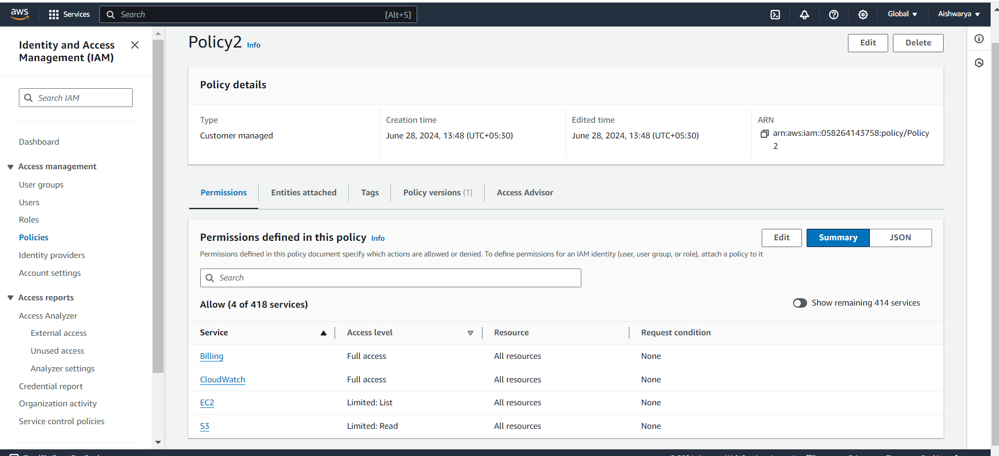 aws
Services
Search
[Alt+S]
Global
Aishwarya
Identity and Access
Management (IAM)
Search IAM
Dashboard
Access management
User groups
Users
Roles
Policies
Identity providers
Account settings
Access reports
Access Analyzer
External access
Unused access
Analyzer settings
Credential report
Organization activity
Service control policies
Policy2 Info
Edit
Delete
Policy details
Type
Customer managed
Creation time
June 28, 2024, 13:48 (UTC+05:30)
Edited time
June 28, 2024, 13:48 (UTC+05:30)
ARN
arn:aws:iam::058264143758:policy/Policy
2
Permissions
Entities attached
Tags
Policy versions (1)
Access Advisor
Permissions defined in this policy Info
Edit
Summary
JSON
Permissions defined in this policy document specify which actions are allowed or denied. To define permissions for an IAM identity (user, user group, or role), attach a policy to it
Search
Allow (4 of 418 services)
Show remaining 414 services
Service Access level Resource Request condition
Billing Full access All resources None
CloudWatch Full access All resources None
EC2 Limited: List All resources None
S3 Limited: Read All resources None